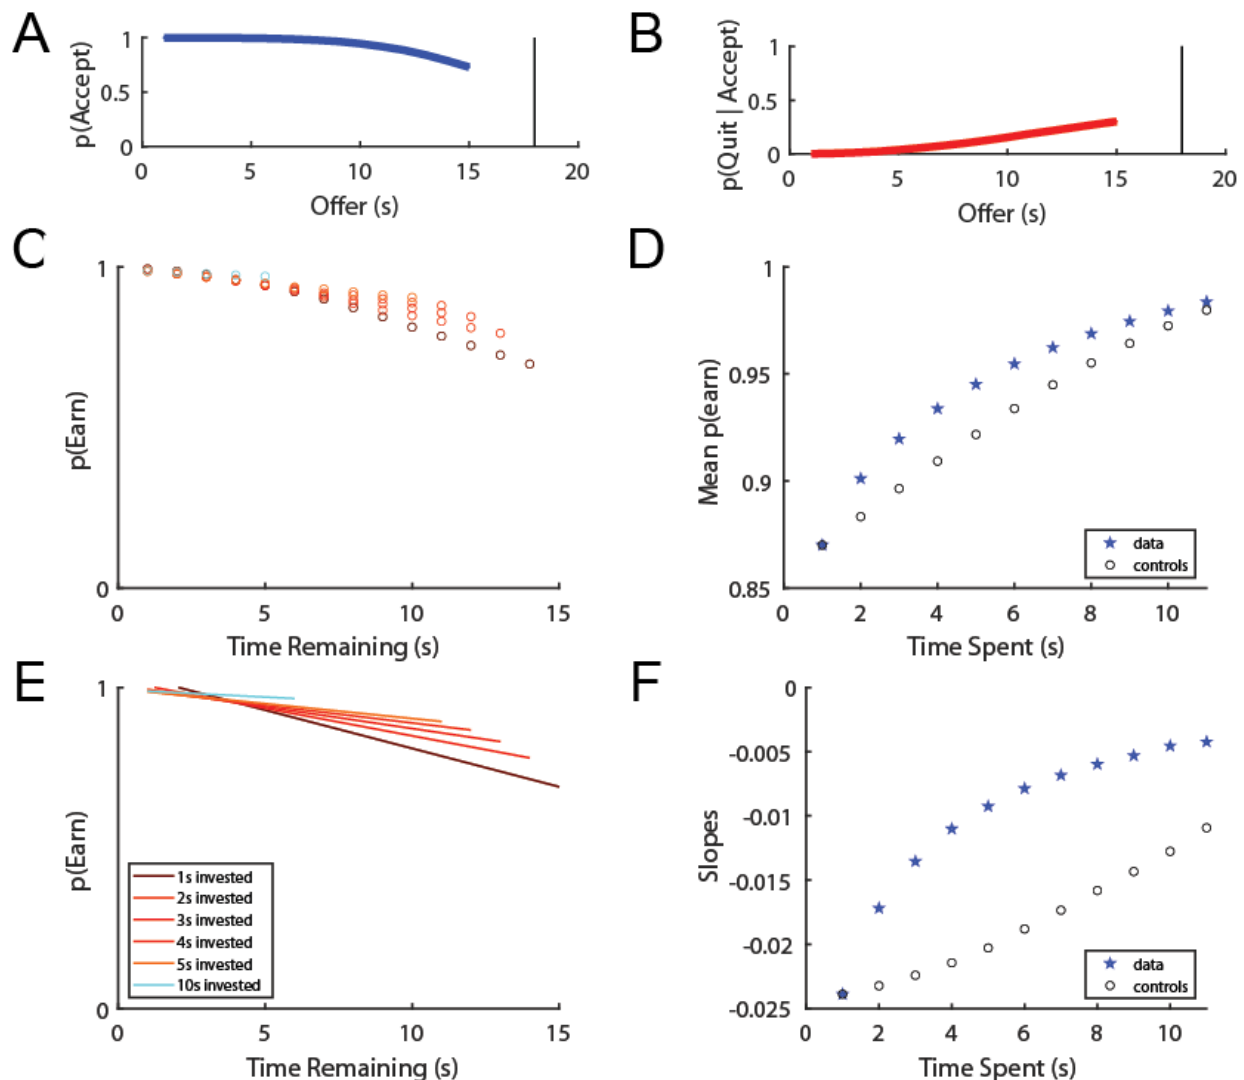 A
p(Accept)
1
0.5
0
0
5
10
15
20
Offer (s)
B
p(Quit | Accept)
1
0.5
0
0
5
10
15
20
Offer (s)
C
p(Earn)
1
0
0
5
10
15
Time Remaining (s)
D
Mean p(earn)
1
0.95
0.9
0.85
0
2
4
6
8
10
Time Spent (s)
data
controls
E
p(Earn)
1
0
0
5
10
15
Time Remaining (s)
1s invested
2s invested
3s invested
4s invested
5s invested
10s invested
F
Slopes
0
-0.005
-0.01
-0.015
-0.02
-0.025
0
2
4
6
8
10
Time Spent (s)
data
controls